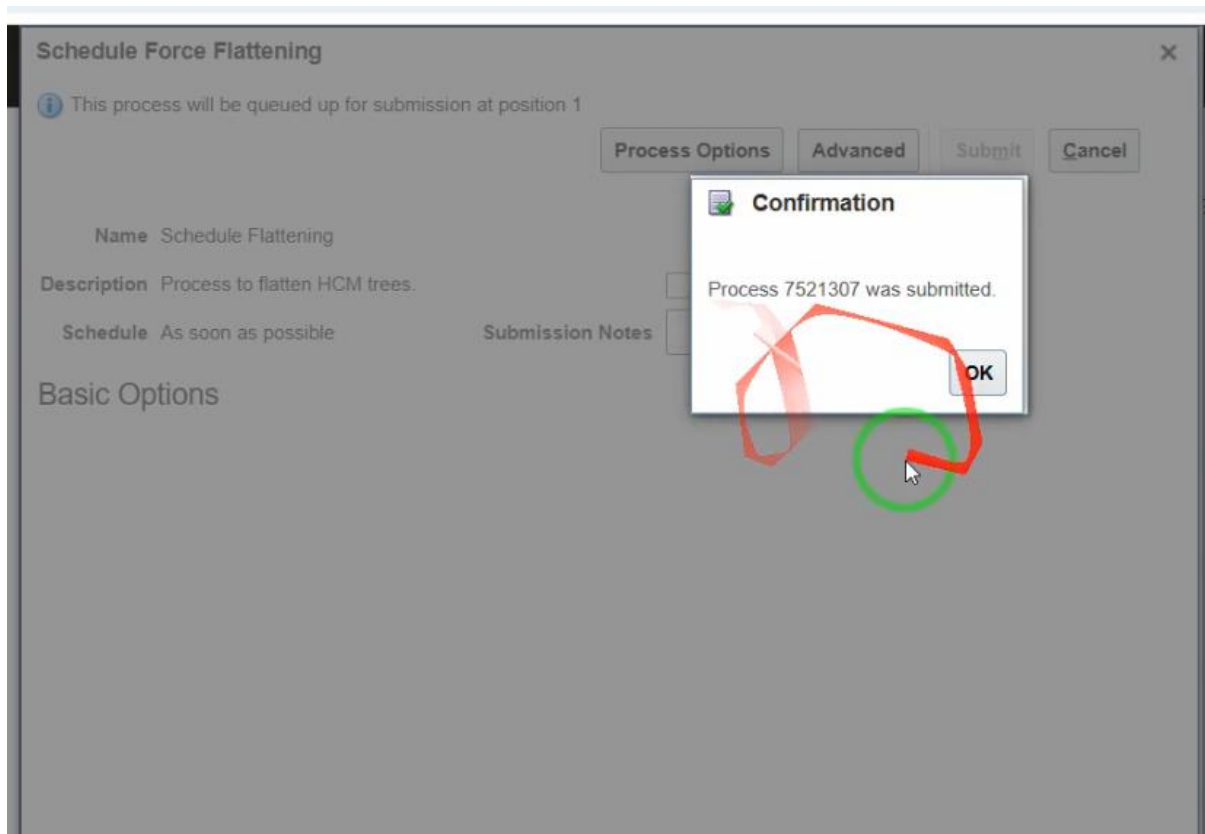 Schedule Force Flattening
This process will be queued up for submission at position 1
Process Options Advanced Submit Cancel
Confirmation
Process 7521307 was submitted.
OK
Name Schedule Flattening
Description Process to flatten HCM trees.
Schedule As soon as possible Submission Notes
Basic Options